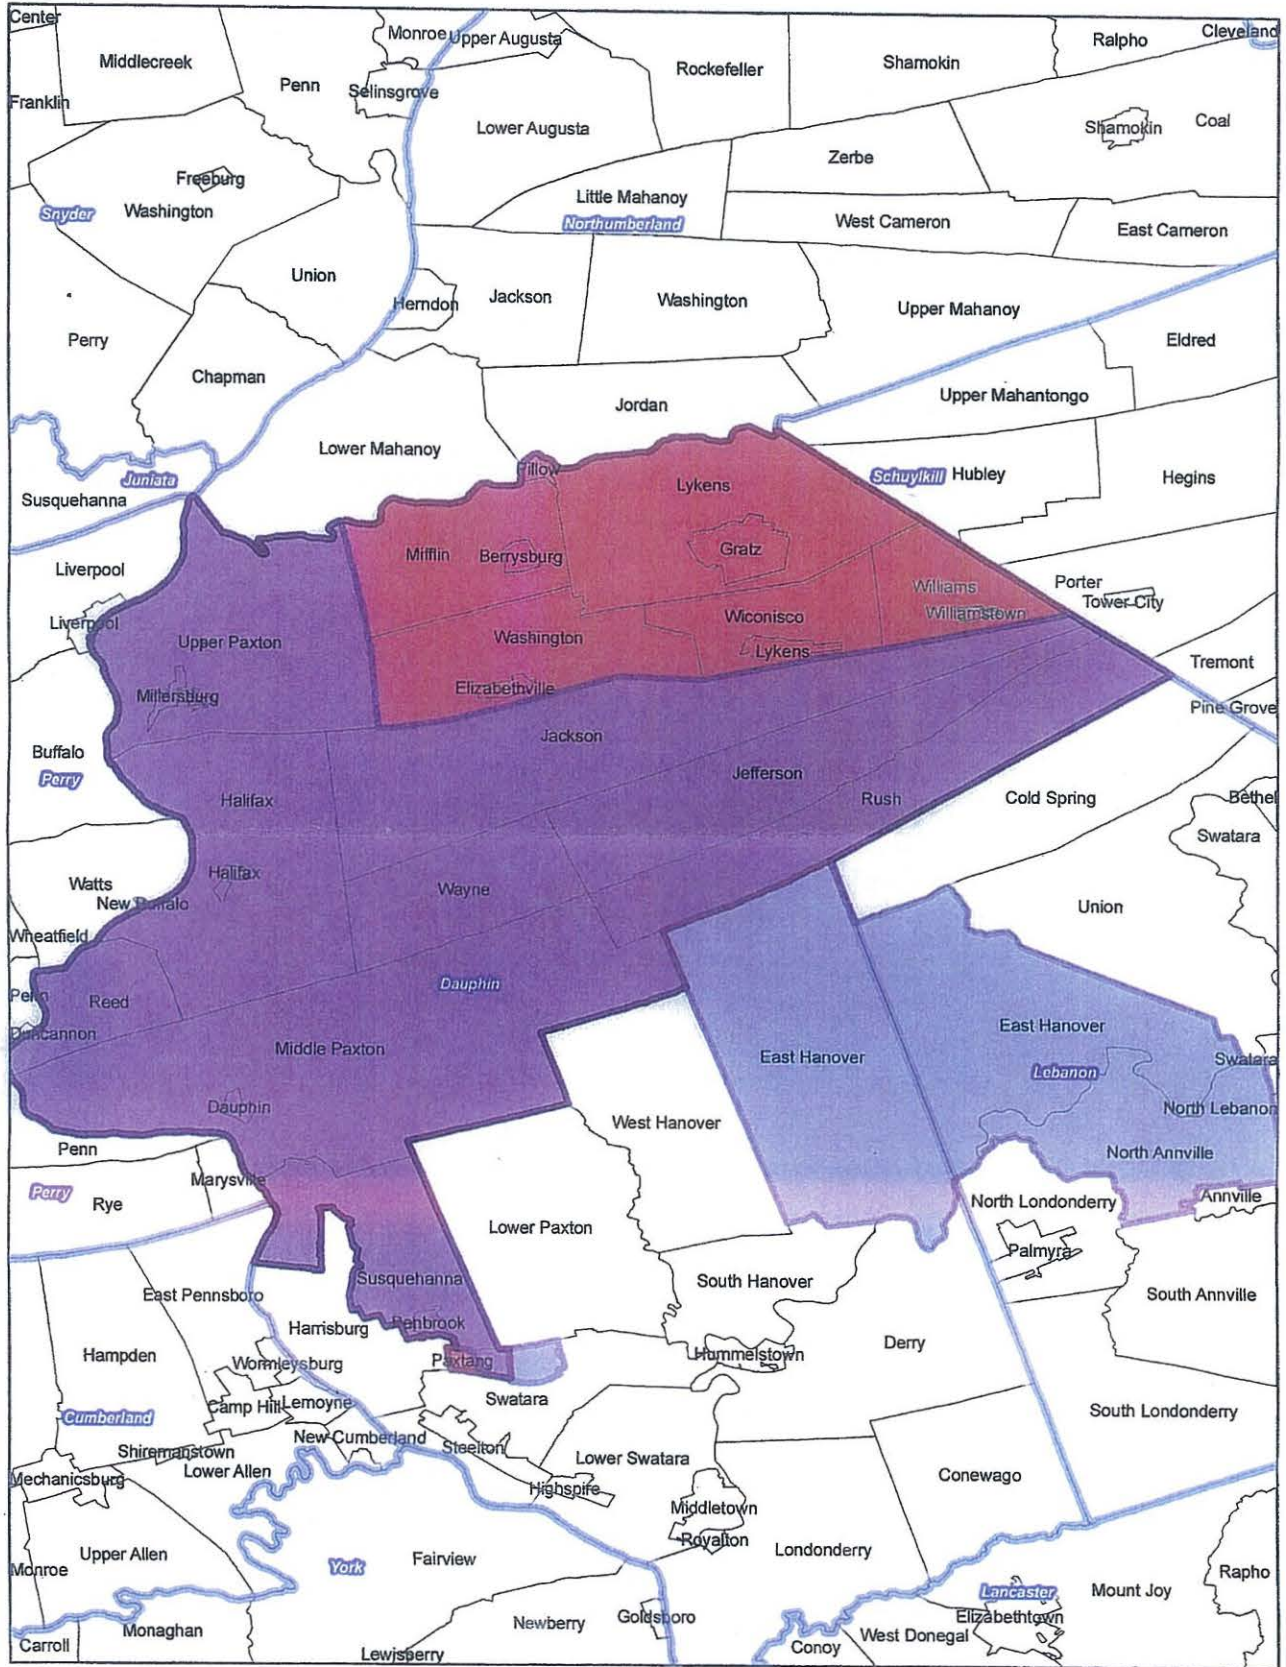 Center
Monroe
Upper Augusta
Ralpho
Cleveland
Middlecreek
Penn
Rockefeller
Shamokin
Selinsgrove
Franklin
Lower Augusta
Shamokin
Coal
Zerbe
Freeburg
Snyder
Washington
Little Mahanoy
Northumberland
West Cameron
East Cameron
Union
Herndon
Jackson
Washington
Upper Mahanoy
Perry
Eldred
Chapman
Upper Mahantongo
Jordan
Lower Mahanoy
Pillow
Juniata
Lykens
Schuylkill
Hubley
Hegins
Susquehanna
Mifflin
Berrysburg
Gratz
Liverpool
Porter
Williams
Tower City
Liverpool
Williamstown
Wiconisco
Upper Paxton
Washington
Lykens
Tremont
Millersburg
Elizabethville
Pine Grove
Jackson
Buffalo
Perry
Jefferson
Halifax
Rush
Cold Spring
Bethel
Swatara
Halifax
Watts
Wayne
New Buffalo
Union
Wheatfield
Dauphin
Penn
Reed
East Hanover
Duncannon
Middle Paxton
East Hanover
Swatara
Lebanon
Dauphin
North Lebanon
West Hanover
Penn
North Annville
Marysville
Perry
Rye
North Londonderry
Annville
Lower Paxton
Palmyra
Susquehanna
South Hanover
East Pennsboro
South Annville
Penbrook
Harrisburg
Derry
Hampden
Wormleysburg
Paxtang
Hummelstown
Swatara
Camp Hill
Lemoyne
Cumberland
South Londonderry
New Cumberland
Shiremanstown
Steelton
Lower Swatara
Mechanicsburg
Lower Allen
Conewago
Highspire
Middletown
Royalton
Upper Allen
Londonderry
Monroe
York
Fairview
Rapho
Lancaster
Mount Joy
Elizabethtown
Newberry
Goldsboro
Carroll
Monaghan
West Donegal
Conoy
Lewisberry